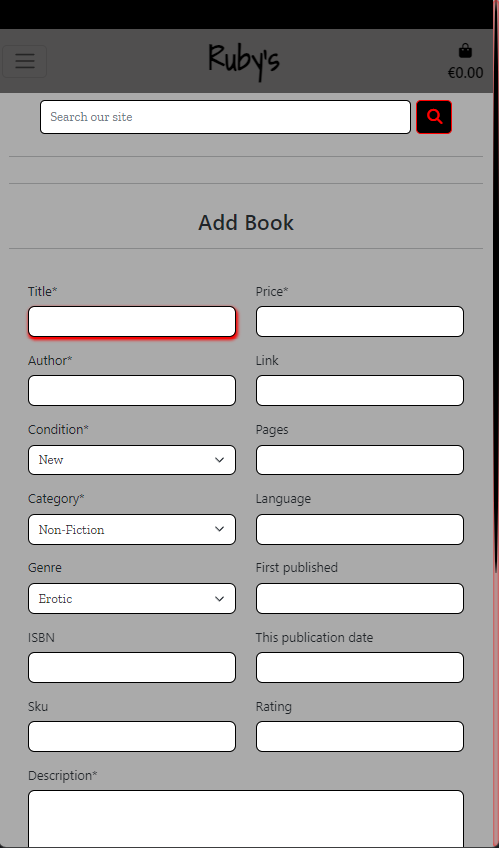 Ruby's
€0.00
Search our site
Add Book
Title*
Price*
Author*
Link
Condition*
Pages
New
Category*
Language
Non-Fiction
Genre
First published
Erotic
ISBN
This publication date
Sku
Rating
Description*